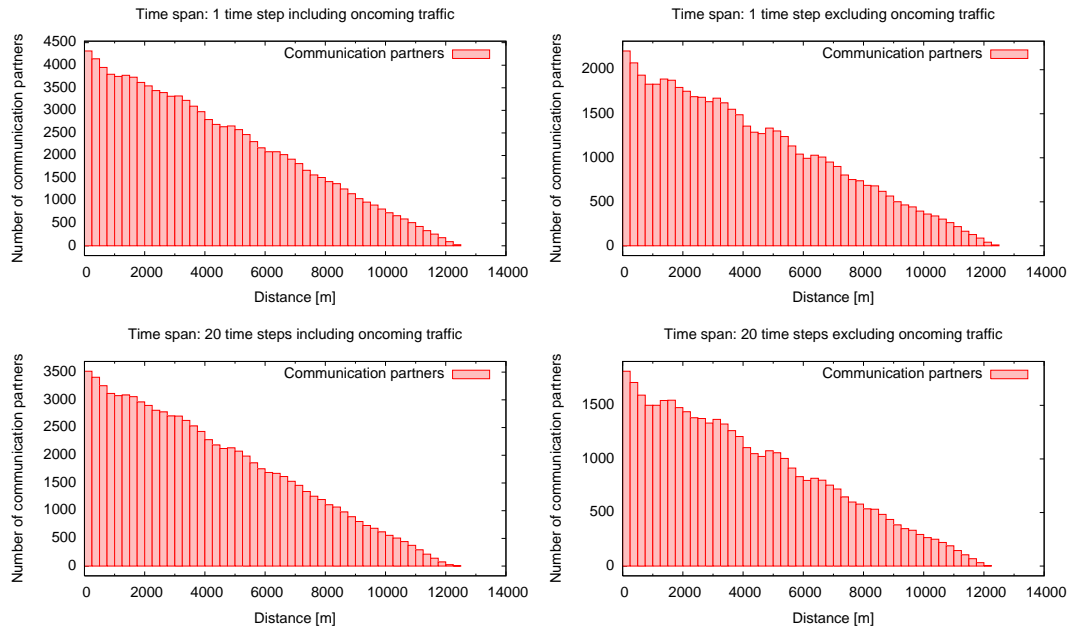 Time span: 1 time step including oncoming traffic
Number of communication partners
4500
4000
3500
3000
2500
2000
1500
1000
500
0
Communication partners
0 2000 4000 6000 8000 10000 12000 14000
Distance [m]
Time span: 1 time step excluding oncoming traffic
Number of communication partners
2000
1500
1000
500
0
Communication partners
0 2000 4000 6000 8000 10000 12000 14000
Distance [m]
Time span: 20 time steps including oncoming traffic
Number of communication partners
3500
3000
2500
2000
1500
1000
500
0
Communication partners
0 2000 4000 6000 8000 10000 12000 14000
Distance [m]
Time span: 20 time steps excluding oncoming traffic
Number of communication partners
1500
1000
500
0
Communication partners
0 2000 4000 6000 8000 10000 12000 14000
Distance [m]